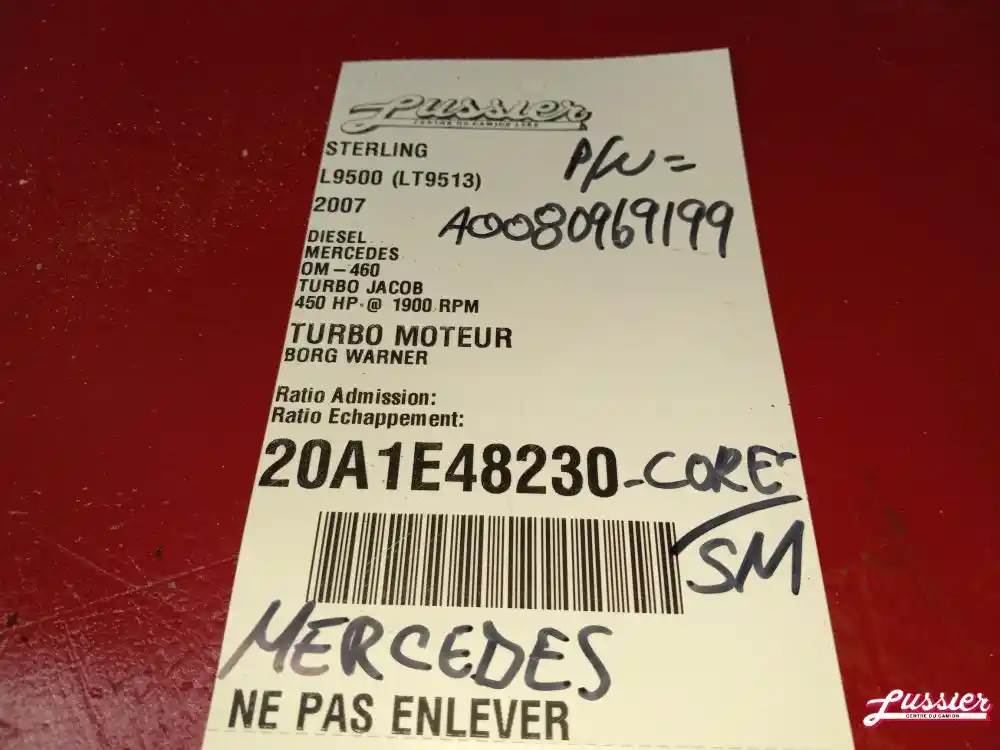 Lussier
CENTRE DU CAMION LTÉE
STERLING
P/N =
L9500 (LT9513)
2007
A0080969199
DIESEL
MERCEDES
OM-460
TURBO JACOB
450 HP @ 1900 RPM
TURBO MOTEUR
BORG WARNER
Ratio Admission:
Ratio Echappement:
20A1E48230-CORE-
SM
MERCEDES
NE PAS ENLEVER
Lussier
CENTRE DU CAMION